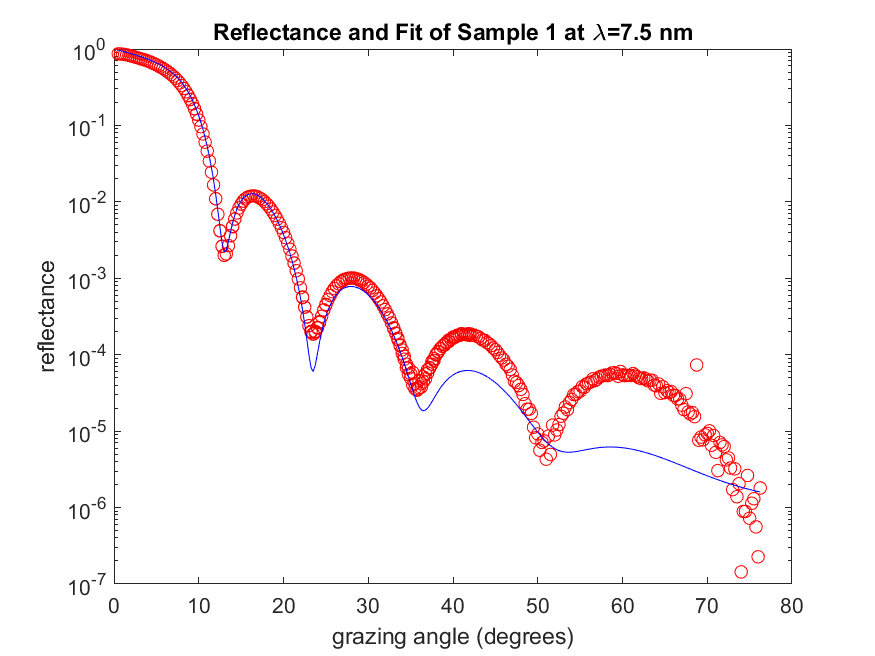 Reflectance and Fit of Sample 1 at λ=7.5 nm
10^0
10^-1
10^-2
10^-3
10^-4
10^-5
10^-6
10^-7
reflectance
0 10 20 30 40 50 60 70 80
grazing angle (degrees)